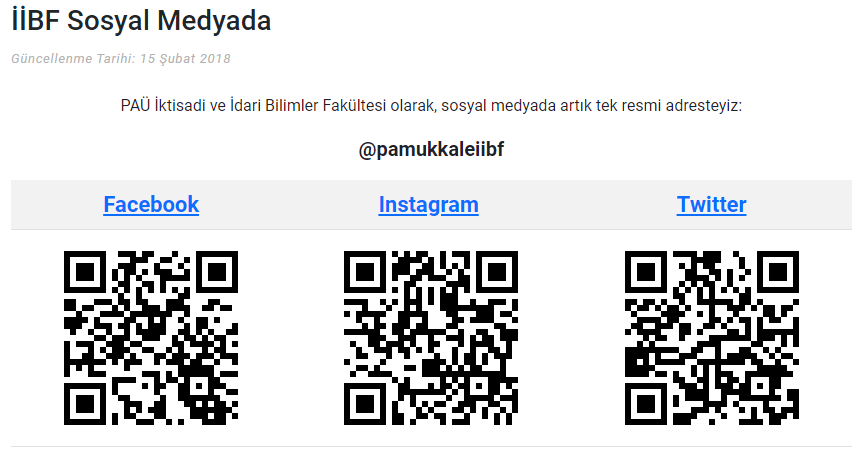 İİBF Sosyal Medyada
Güncellenme Tarihi: 15 Şubat 2018
PAÜ İktisadi ve İdari Bilimler Fakültesi olarak, sosyal medyada artık tek resmi adresteyiz:
@pamukkaleiibf
Facebook Instagram Twitter